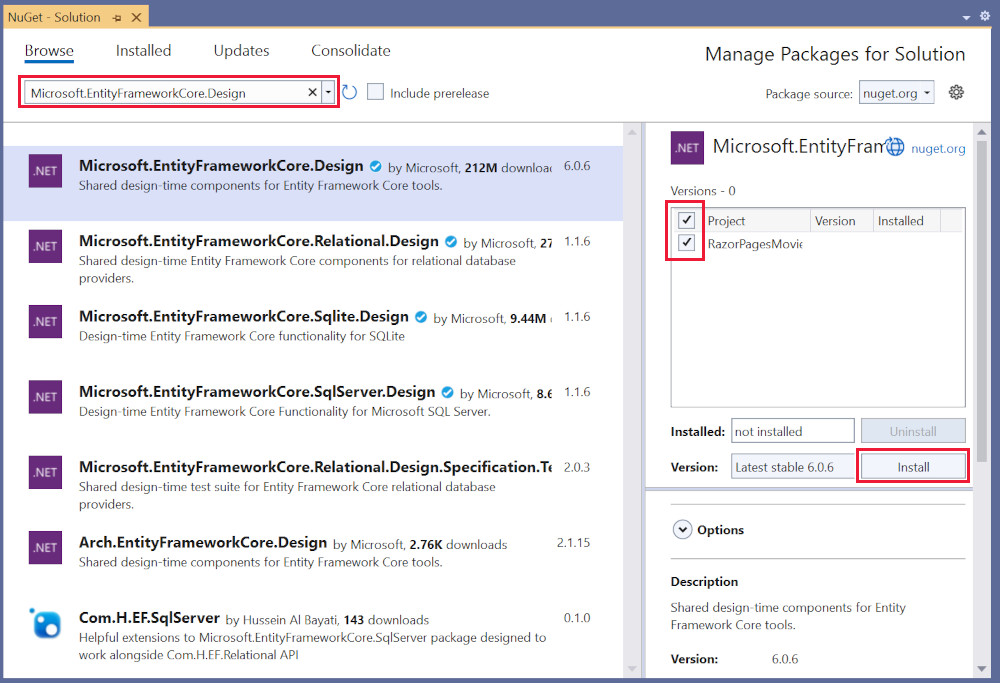 NuGet - Solution
Browse Installed Updates Consolidate
Manage Packages for Solution
Microsoft.EntityFrameworkCore.Design
Include prerelease
Package source: nuget.org
.NET
Microsoft.EntityFrameworkCore.Design by Microsoft, 212M downloads 6.0.6
Shared design-time components for Entity Framework Core tools.
.NET
Microsoft.EntityFrameworkCore.Relational.Design by Microsoft, 27 1.1.6
Shared design-time Entity Framework Core components for relational database
providers.
.NET
Microsoft.EntityFrameworkCore.Sqlite.Design by Microsoft, 9.44M 1.1.6
Design-time Entity Framework Core functionality for SQLite
.NET
Microsoft.EntityFrameworkCore.SqlServer.Design by Microsoft, 8.6 1.1.6
Design-time Entity Framework Core Functionality for Microsoft SQL Server.
.NET
Microsoft.EntityFrameworkCore.Relational.Design.Specification.Te 2.0.3
Shared design-time test suite for Entity Framework Core relational database
providers.
.NET
Arch.EntityFrameworkCore.Design by Microsoft, 2.76K downloads 2.1.15
Shared design-time components for Entity Framework Core tools.
Com.H.EF.SqlServer by Hussein Al Bayati, 143 downloads 0.1.0
Helpful extensions to Microsoft.EntityFrameworkCore.SqlServer package designed to
work alongside Com.H.EF.Relational API
.NET
Microsoft.EntityFram nuget.org
Versions - 0
Project Version Installed
RazorPagesMovie
Installed: not installed Uninstall
Version: Latest stable 6.0.6 Install
Options
Description
Shared design-time components for Entity
Framework Core tools.
Version: 6.0.6